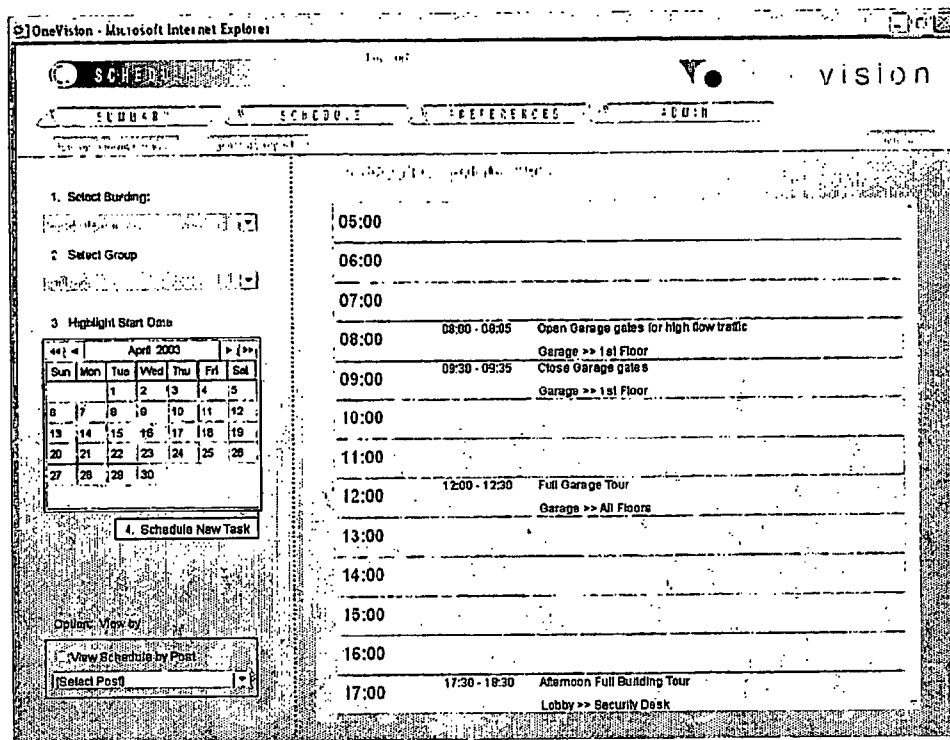 OneVision - Microsoft Internet Explorer
SCHEDULE
vision
SUMMARY SCHEDULE PREFERENCES ADMIN
1. Select Building:
2 Select Group
3 Highlight Start Date
April 2003
Sun Mon Tue Wed Thu Fri Sat
1 2 3 4 5
6 7 8 9 10 11 12
13 14 15 16 17 18 19
20 21 22 23 24 25 26
27 28 29 30
4. Schedule New Task
Option: View by
View Schedule by Post
[Select Post]
05:00
06:00
07:00
08:00 08:00 - 08:05 Open Garage gates for high flow traffic
Garage >> 1st Floor
09:00 09:30 - 09:35 Close Garage gates
Garage >> 1st Floor
10:00
11:00
12:00 12:00 - 12:30 Full Garage Tour
Garage >> All Floors
13:00
14:00
15:00
16:00
17:00 17:30 - 18:30 Afternoon Full Building Tour
Lobby >> Security Desk